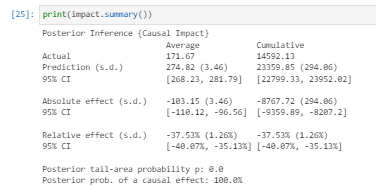 [25]: print(impact.summary())
Posterior Inference {Causal Impact}
Average Cumulative
Actual 171.67 14592.13
Prediction (s.d.) 274.82 (3.46) 23359.85 (294.06)
95% CI [268.23, 281.79] [22799.33, 23952.02]
Absolute effect (s.d.) -103.15 (3.46) -8767.72 (294.06)
95% CI [-110.12, -96.56] [-9359.89, -8207.2]
Relative effect (s.d.) -37.53% (1.26%) -37.53% (1.26%)
95% CI [-40.07%, -35.13%] [-40.07%, -35.13%]
Posterior tail-area probability p: 0.0
Posterior prob. of a causal effect: 100.0%